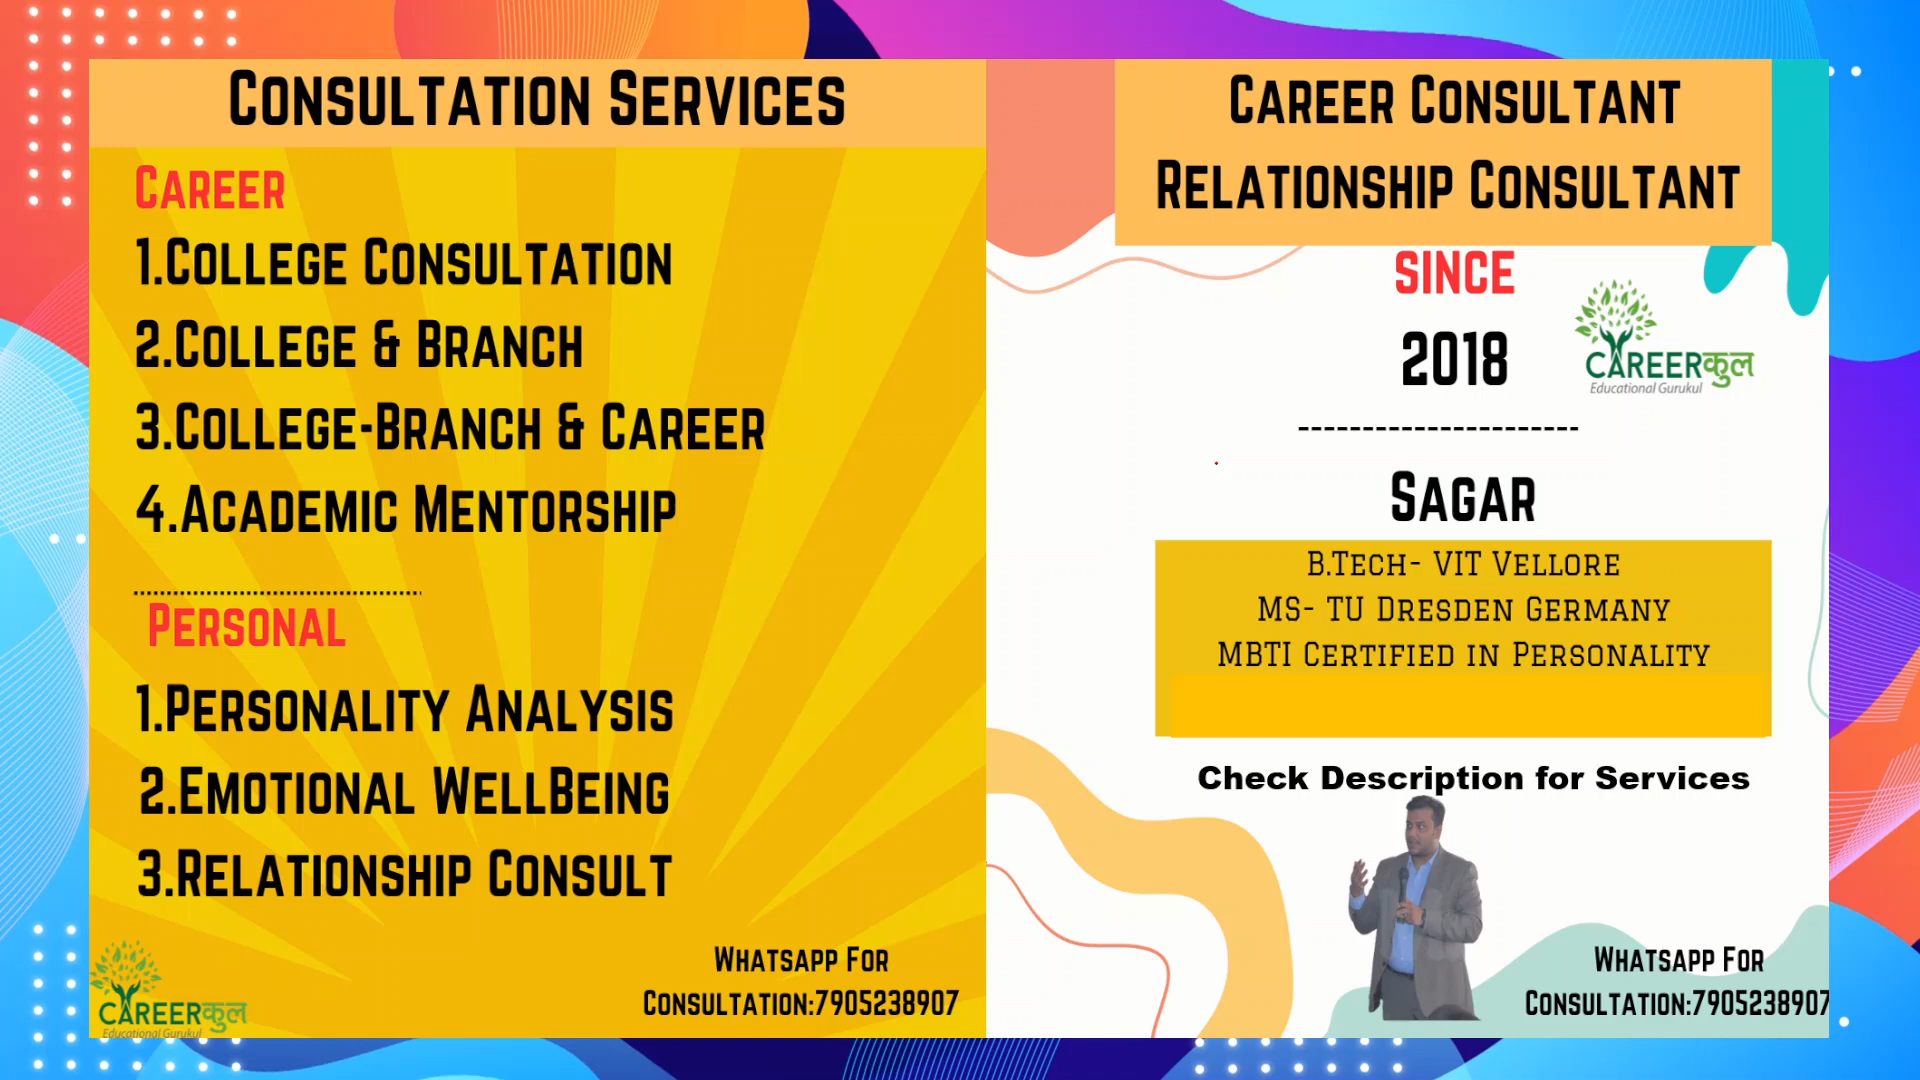 Consultation Services
Career
1.College Consultation
2.College & Branch
3.College-Branch & Career
4.Academic Mentorship
Personal
1.Personality Analysis
2.Emotional WellBeing
3.Relationship Consult
CAREERकुल
Educational Gurukul
Whatsapp For
Consultation:7905238907
Career Consultant
Relationship Consultant
SINCE
2018
CAREERकुल
Educational Gurukul
Sagar
B.Tech- VIT Vellore
MS- TU Dresden Germany
MBTI Certified in Personality
Check Description for Services
Whatsapp For
Consultation:7905238907